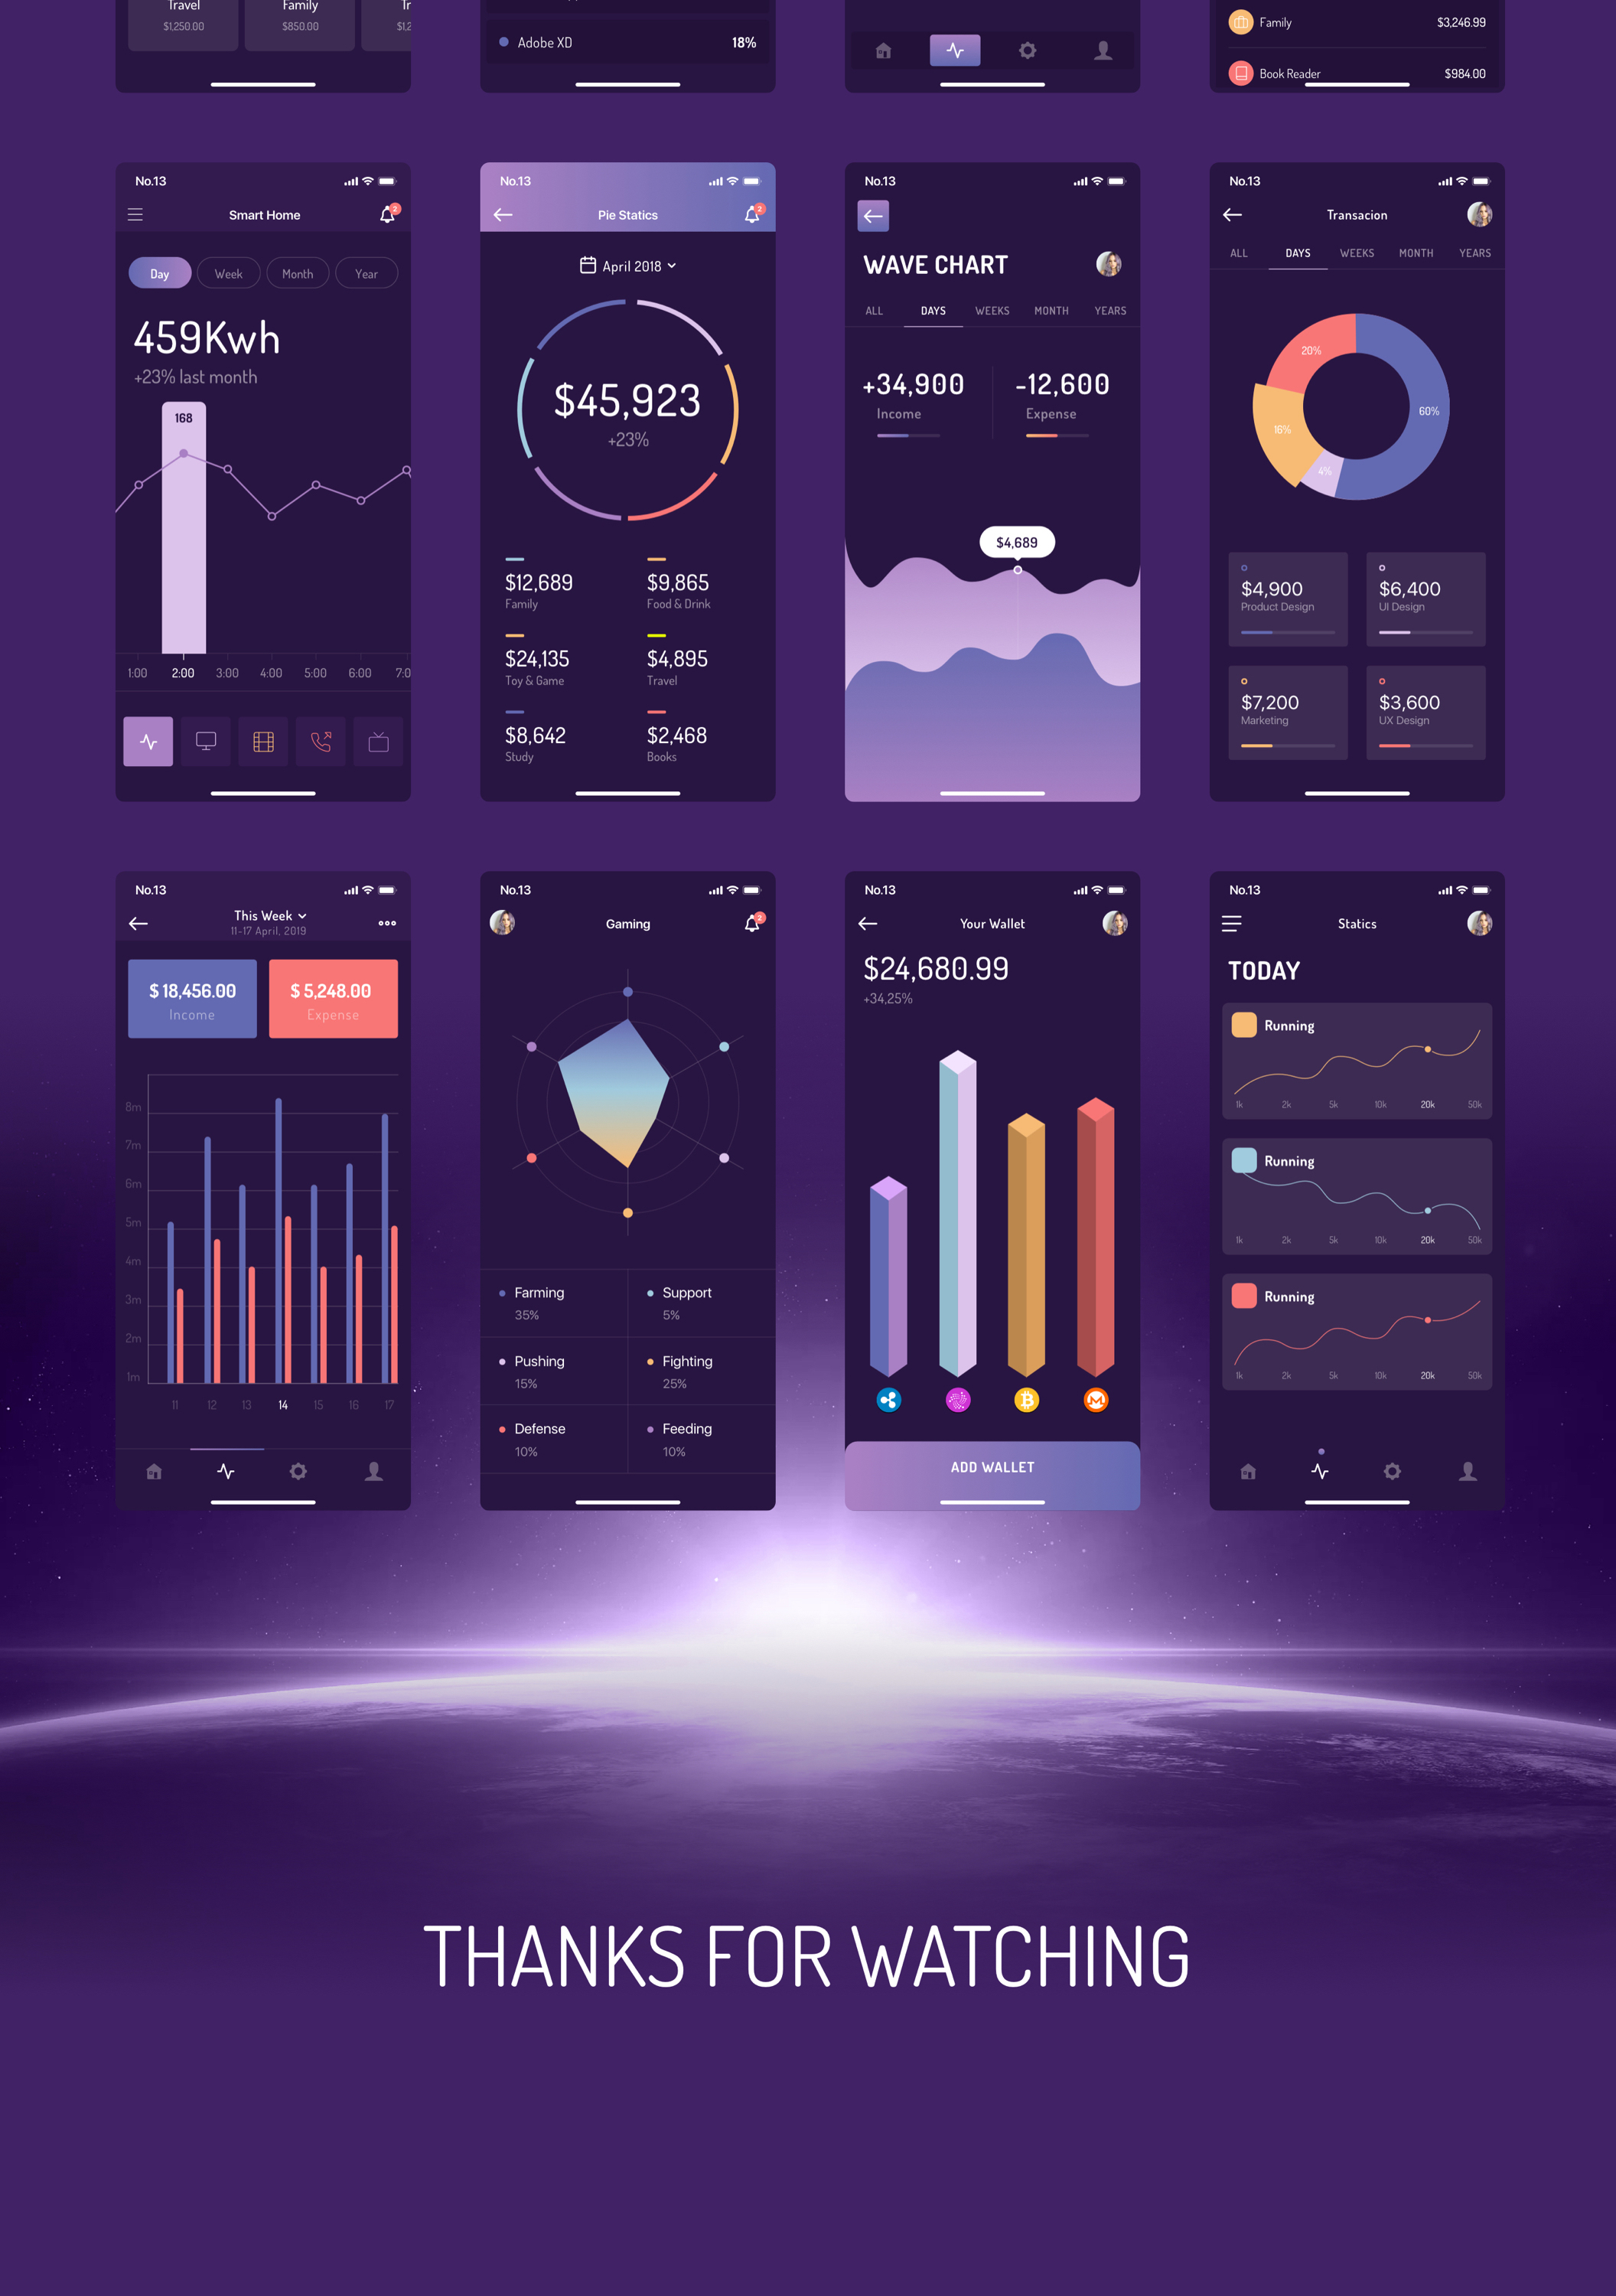 Travel
$1,250.00
Family
$850.00
Tr
$1,2
Adobe XD 18%
Family $3,246.99
Book Reader $984.00
No.13
Smart Home
2
Day Week Month Year
459Kwh
+23% last month
168
1:00 2:00 3:00 4:00 5:00 6:00 7:0
No.13
Pie Statics
2
April 2018
$45,923
+23%
$12,689 $9,865
Family Food & Drink
$24,135 $4,895
Toy & Game Travel
$8,642 $2,468
Study Books
No.13
WAVE CHART
ALL DAYS WEEKS MONTH YEARS
+34,900 -12,600
Income Expense
$4,689
No.13
Transacion
ALL DAYS WEEKS MONTH YEARS
20%
60%
16%
4%
$4,900 $6,400
Product Design UI Design
$7,200 $3,600
Marketing UX Design
No.13
This Week
11-17 April, 2019
$ 18,456.00 $ 5,248.00
Income Expense
8m
7m
6m
5m
4m
3m
2m
1m
11 12 13 14 15 16 17
No.13
Gaming
2
Farming Support
35% 5%
Pushing Fighting
15% 25%
Defense Feeding
10% 10%
No.13
Your Wallet
$24,680.99
+34,25%
ADD WALLET
No.13
Statics
TODAY
Running
1k 2k 5k 10k 20k 50k
Running
1k 2k 5k 10k 20k 50k
Running
1k 2k 5k 10k 20k 50k
THANKS FOR WATCHING